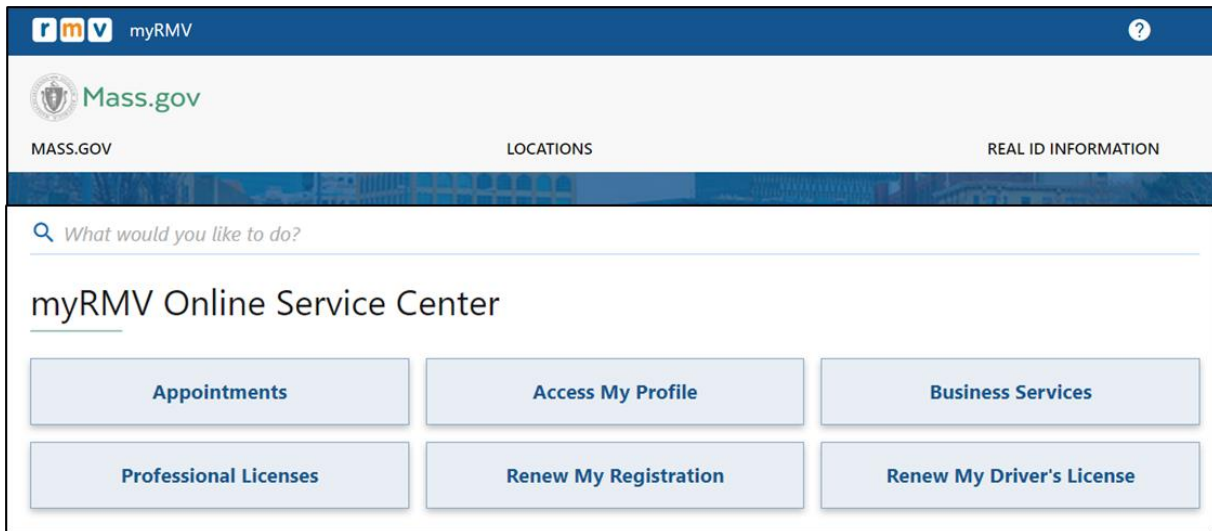 rmv myRMV ?
Mass.gov
MASS.GOV LOCATIONS REAL ID INFORMATION
What would you like to do?
myRMV Online Service Center
Appointments Access My Profile Business Services
Professional Licenses Renew My Registration Renew My Driver's License